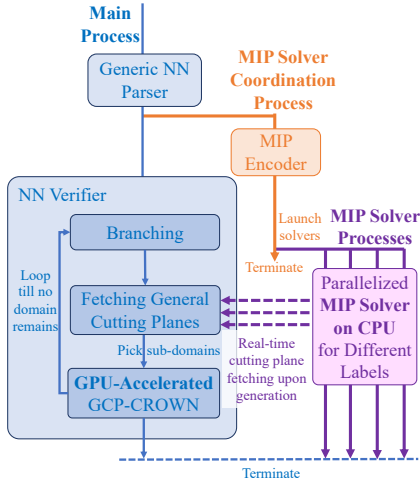 Main
Process
Generic NN
Parser
MIP Solver
Coordination
Process
MIP
Encoder
NN Verifier
Branching
Loop
till no
domain
remains
Fetching General
Cutting Planes
Pick sub-domains
GPU-Accelerated
GCP-CROWN
Launch
solvers
Terminate
MIP Solver
Processes
Parallelized
MIP Solver
on CPU
for Different
Labels
Real-time
cutting plane
fetching upon
generation
Terminate